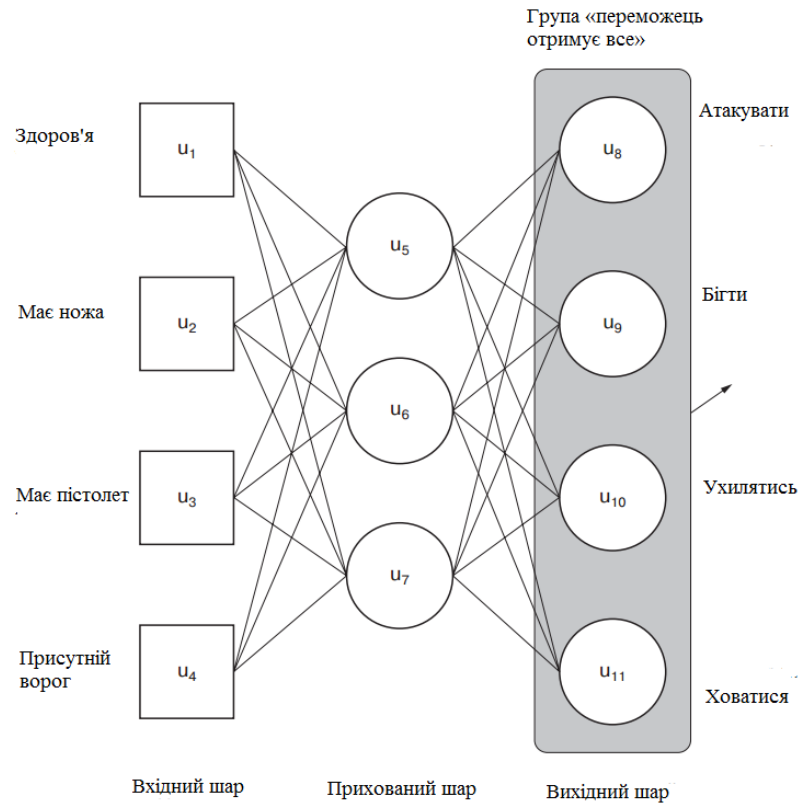 Група «переможець
отримує все»
Здоров'я
u1
u8
Атакувати
u5
Має ножа
u2
u9
Бігти
u6
Має пістолет
u3
u10
Ухилятись
u7
Присутній
ворог
u4
u11
Ховатися
Вхідний шар
Прихований шар
Вихідний шар